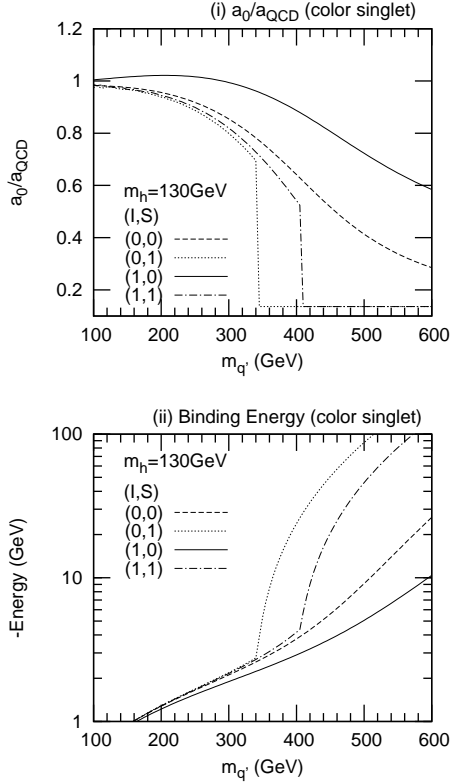 (i) a0/aQCD (color singlet)
1.2
1
0.8
0.6
0.4
0.2
a0/aQCD
mh=130GeV
(I,S)
(0,0)
(0,1)
(1,0)
(1,1)
100 200 300 400 500 600
mq' (GeV)
(ii) Binding Energy (color singlet)
100
10
1
-Energy (GeV)
mh=130GeV
(I,S)
(0,0)
(0,1)
(1,0)
(1,1)
100 200 300 400 500 600
mq' (GeV)